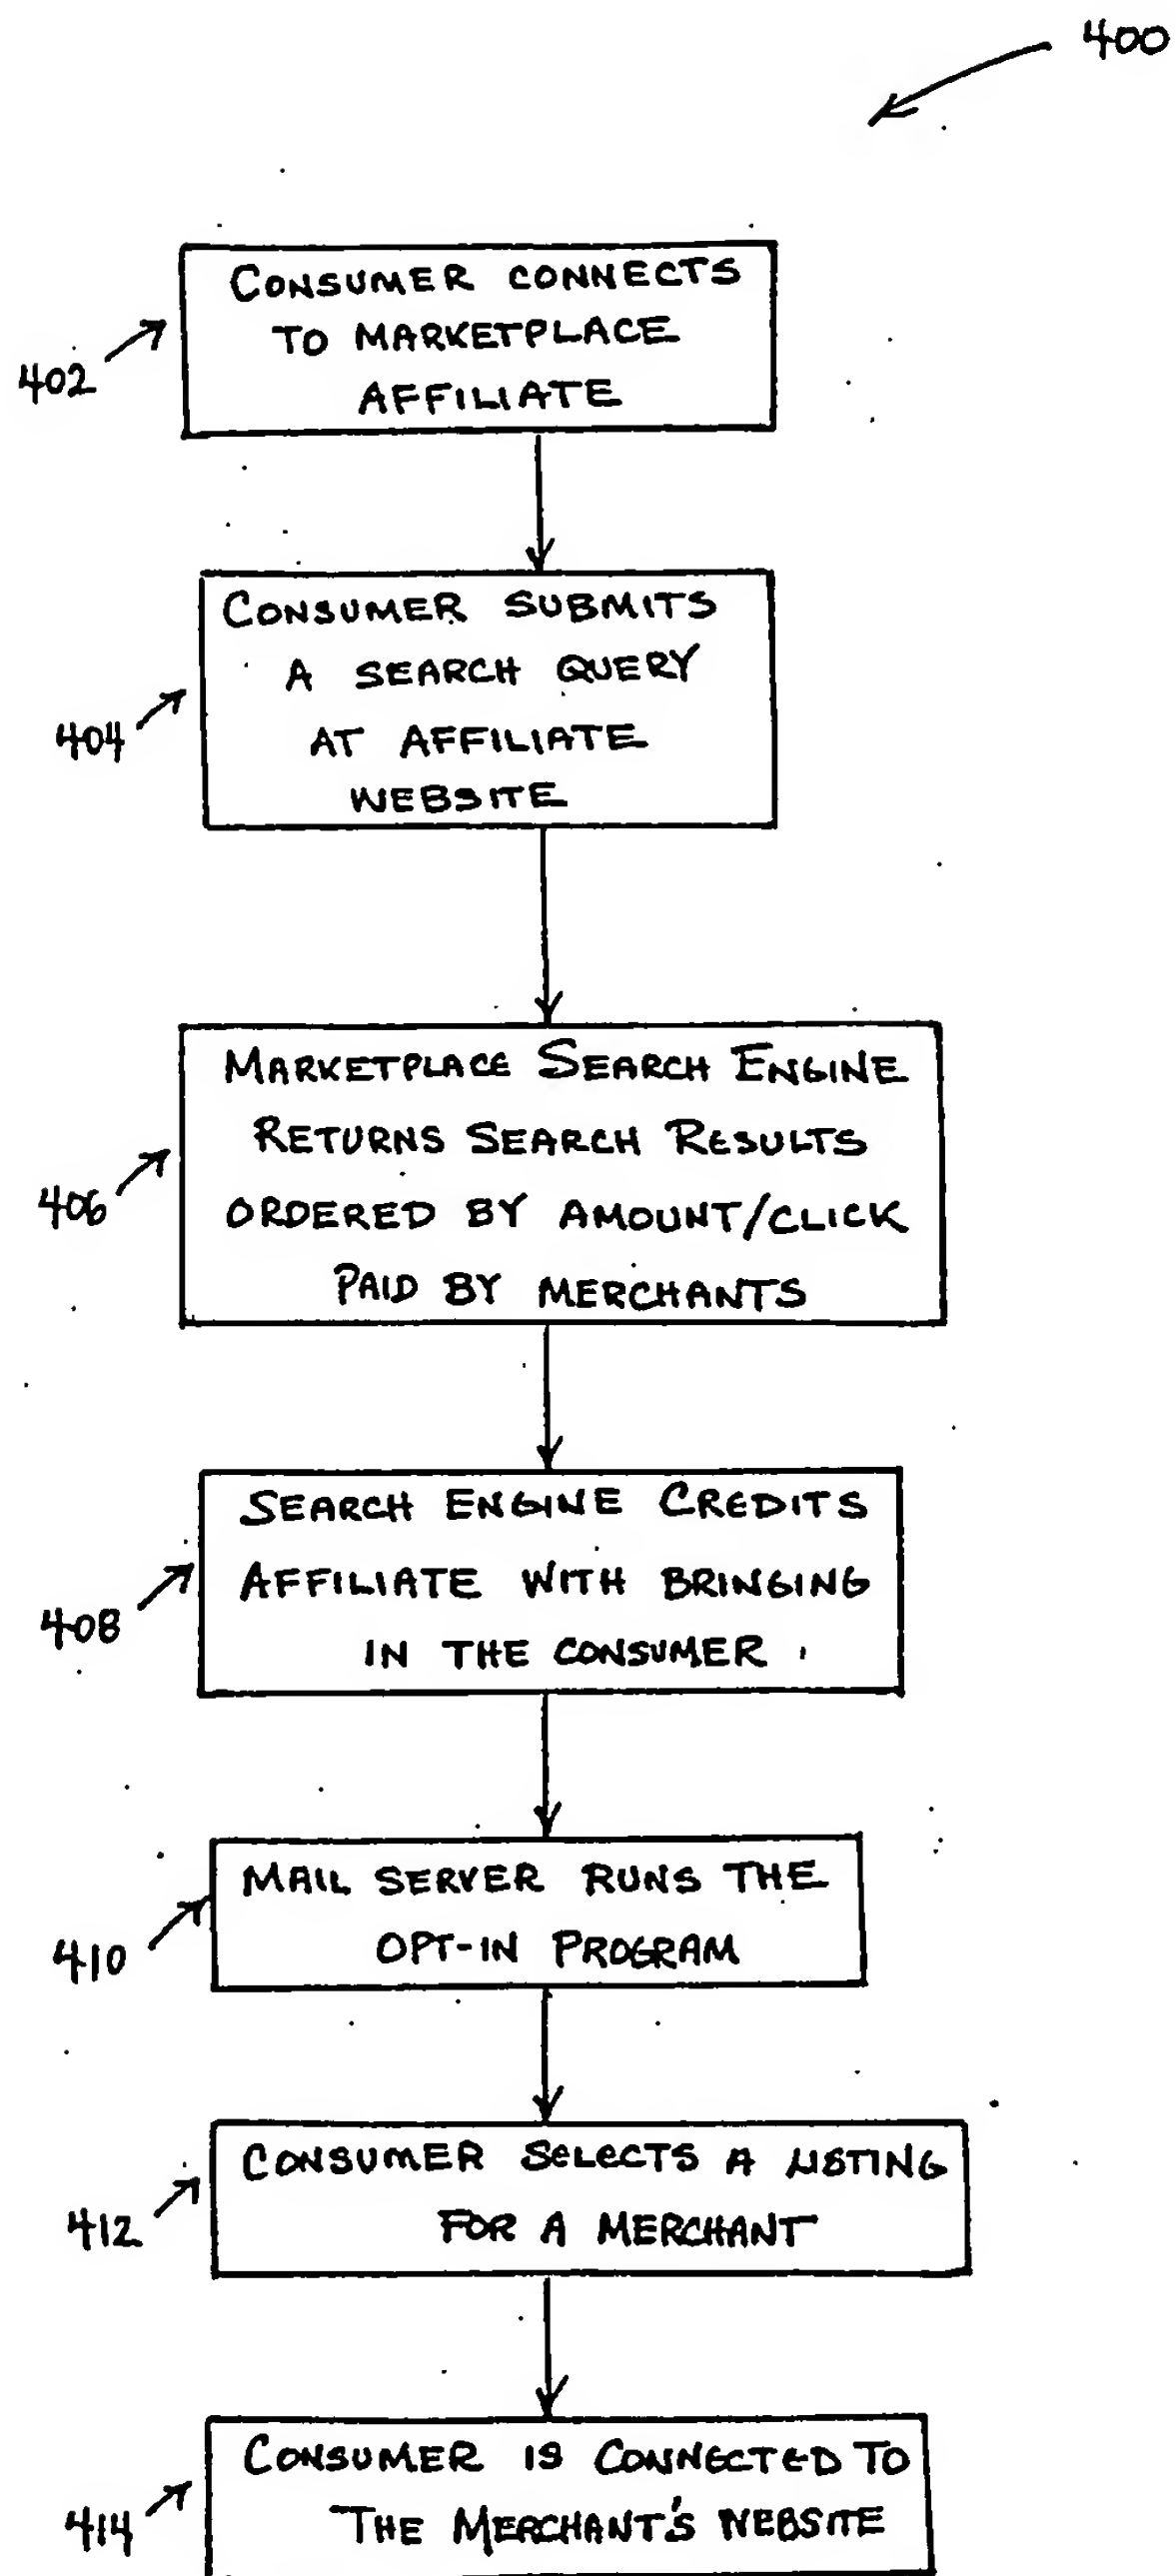 400
CONSUMER CONNECTS
TO MARKETPLACE
AFFILIATE
402
CONSUMER SUBMITS
A SEARCH QUERY
AT AFFILIATE
WEBSITE
404
MARKETPLACE SEARCH ENGINE
RETURNS SEARCH RESULTS
ORDERED BY AMOUNT/CLICK
PAID BY MERCHANTS
406
SEARCH ENGINE CREDITS
AFFILIATE WITH BRINGING
IN THE CONSUMER
408
MAIL SERVER RUNS THE
OPT-IN PROGRAM
410
CONSUMER SELECTS A LISTING
FOR A MERCHANT
412
CONSUMER IS CONNECTED TO
THE MERCHANT'S WEBSITE
414